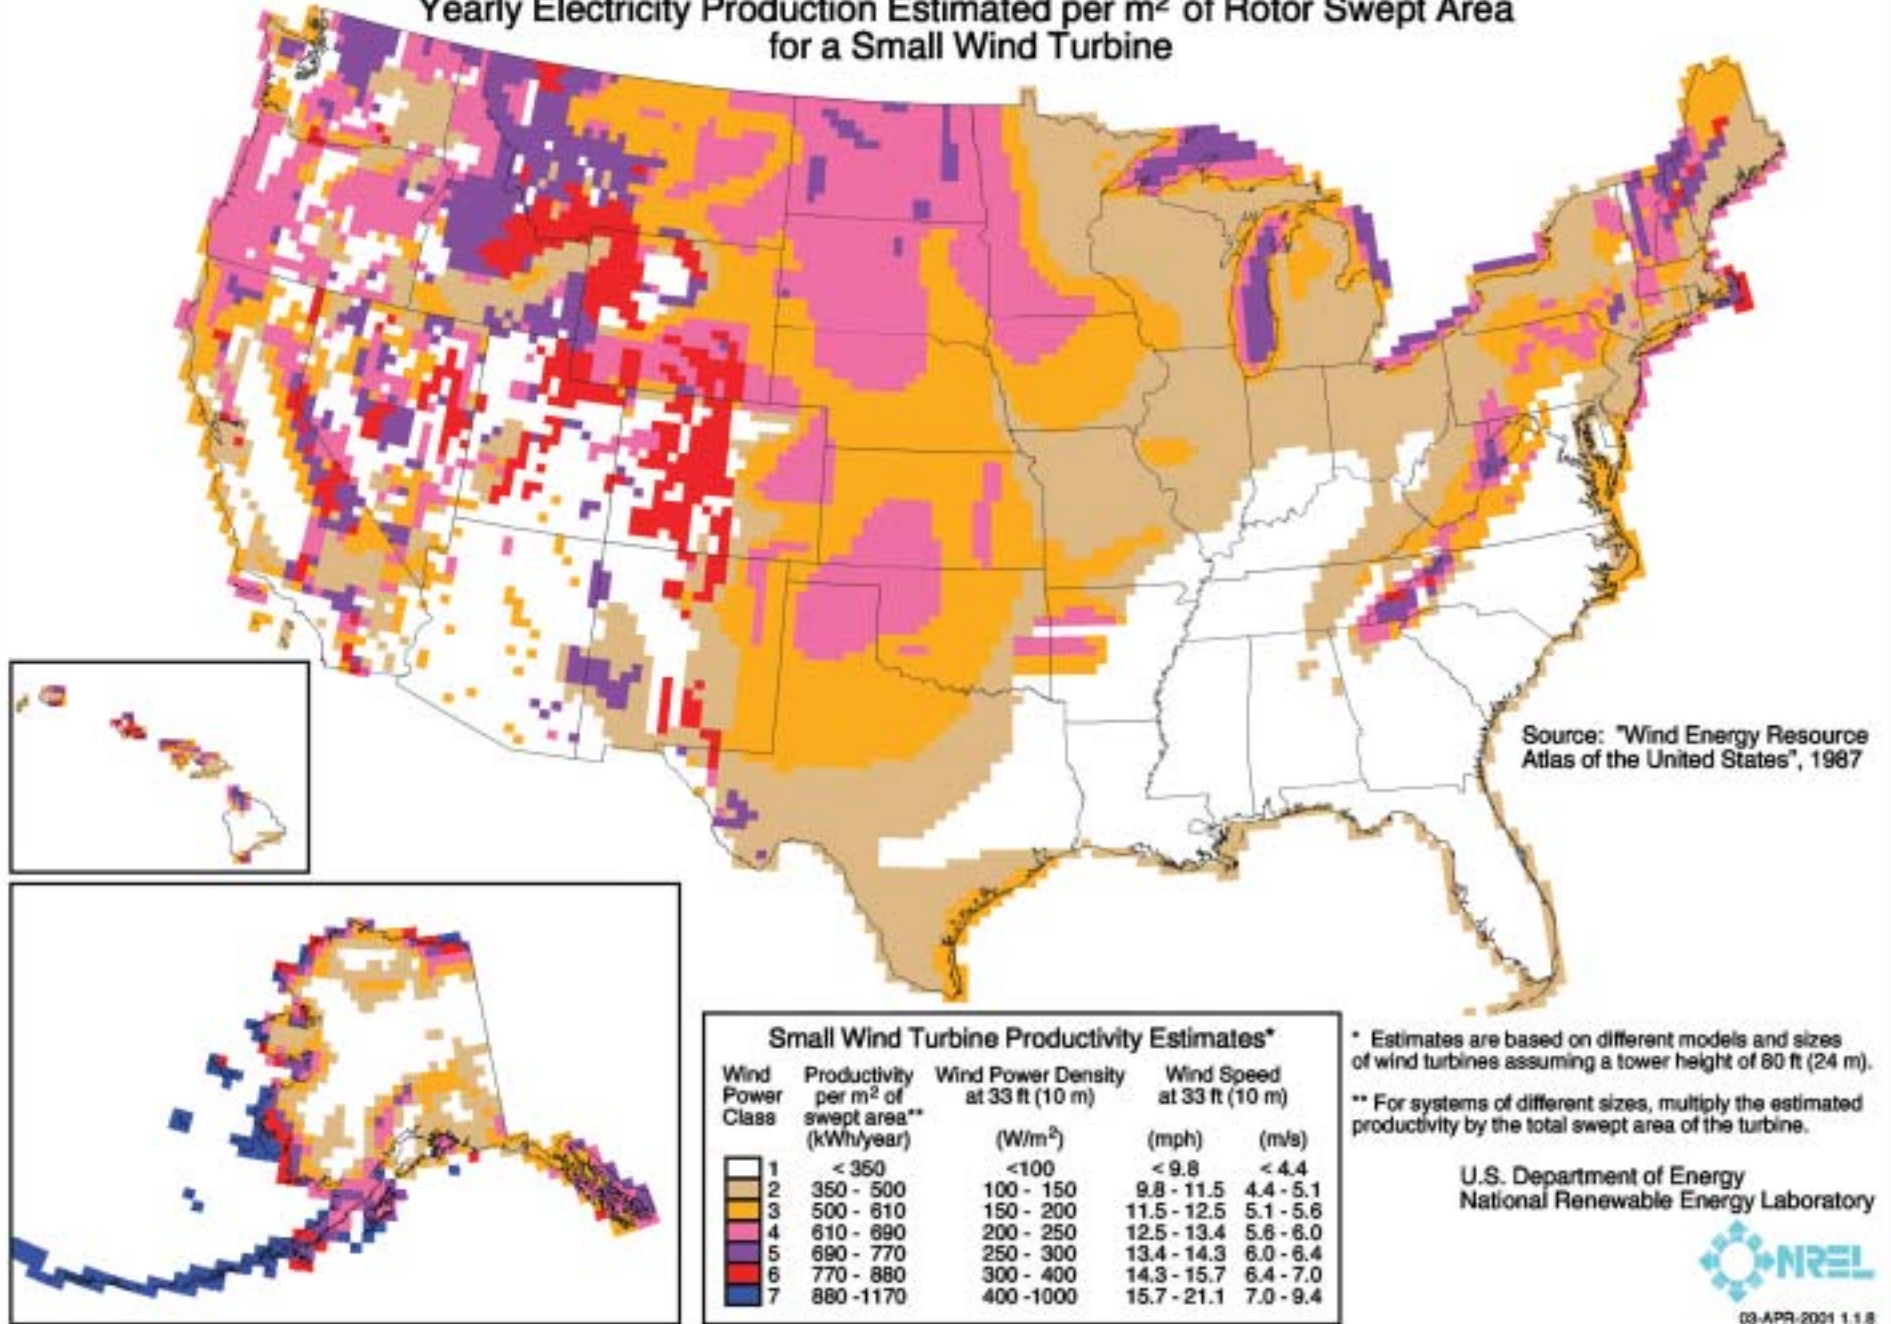 Yearly Electricity Production Estimated per m² of Rotor Swept Area
for a Small Wind Turbine
Source: "Wind Energy Resource
Atlas of the United States", 1987
Small Wind Turbine Productivity Estimates*
Wind Productivity Wind Power Density Wind Speed
Power per m² of at 33 ft (10 m) at 33 ft (10 m)
Class swept area**
(kWh/year) (W/m²) (mph) (m/s)
1 < 350 <100 < 9.8 < 4.4
2 350 - 500 100 - 150 9.8 - 11.5 4.4 - 5.1
3 500 - 610 150 - 200 11.5 - 12.5 5.1 - 5.6
4 610 - 690 200 - 250 12.5 - 13.4 5.6 - 6.0
5 690 - 770 250 - 300 13.4 - 14.3 6.0 - 6.4
6 770 - 880 300 - 400 14.3 - 15.7 6.4 - 7.0
7 880 -1170 400 -1000 15.7 - 21.1 7.0 - 9.4
* Estimates are based on different models and sizes
of wind turbines assuming a tower height of 80 ft (24 m).
** For systems of different sizes, multiply the estimated
productivity by the total swept area of the turbine.
U.S. Department of Energy
National Renewable Energy Laboratory
NREL
03-APR-2001 1.1.8